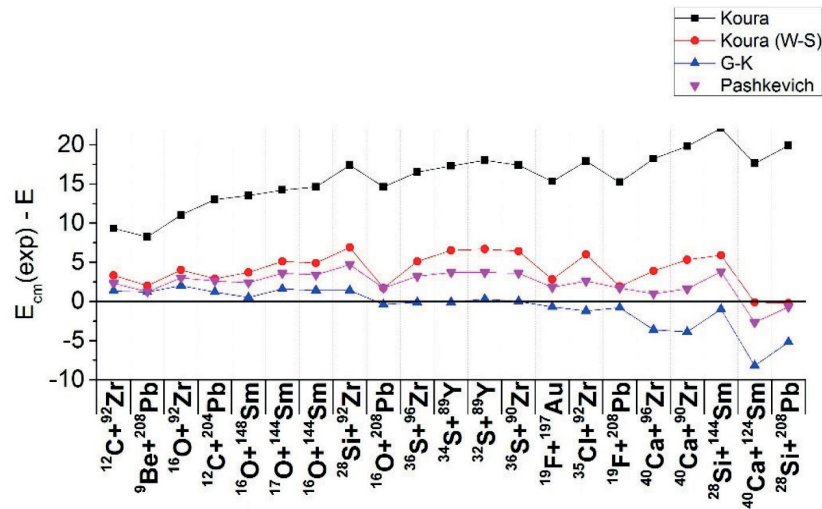 Koura
Koura (W-S)
G-K
Pashkevich
E_cm(exp) - E
20
15
10
5
0
-5
-10
¹²C+⁹²Zr
⁹Be+²⁰⁸Pb
¹⁶O+⁹²Zr
¹²C+²⁰⁴Pb
¹⁶O+¹⁴⁸Sm
¹⁷O+¹⁴⁴Sm
¹⁶O+¹⁴⁴Sm
²⁸Si+⁹²Zr
¹⁶O+²⁰⁸Pb
³⁶S+⁹⁶Zr
³⁴S+⁸⁹Y
³²S+⁸⁹Y
³⁶S+⁹⁰Zr
¹⁹F+¹⁹⁷Au
³⁵Cl+⁹²Zr
¹⁹F+²⁰⁸Pb
⁴⁰Ca+⁹⁶Zr
⁴⁰Ca+⁹⁰Zr
²⁸Si+¹⁴⁴Sm
⁴⁰Ca+¹²⁴Sm
²⁸Si+²⁰⁸Pb